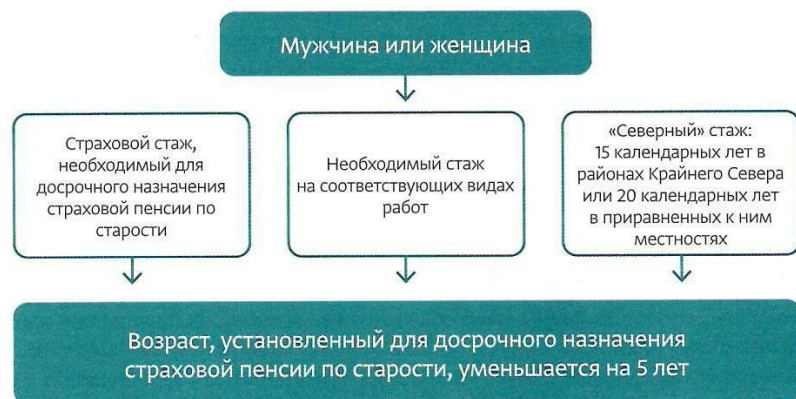 Мужчина или женщина
Страховой стаж,
необходимый для
досрочного назначения
страховой пенсии по
старости
Необходимый стаж
на соответствующих видах
работ
«Северный» стаж:
15 календарных лет в
районах Крайнего Севера
или 20 календарных лет
в приравненных к ним
местностях
Возраст, установленный для досрочного назначения
страховой пенсии по старости, уменьшается на 5 лет